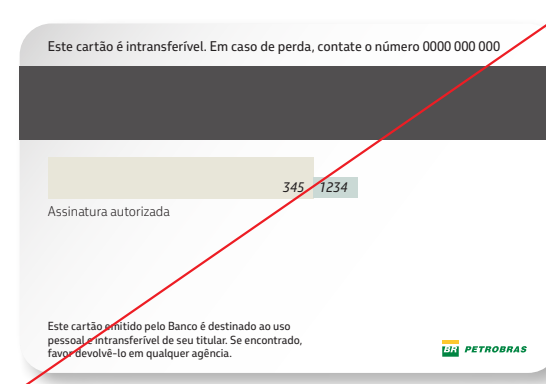 Este cartão é intransferível. Em caso de perda, contate o número 0000 000 000
345 1234
Assinatura autorizada
Este cartão emitido pelo Banco é destinado ao uso
pessoal e intransferível de seu titular. Se encontrado,
favor devolvê-lo em qualquer agência.
BR PETROBRAS